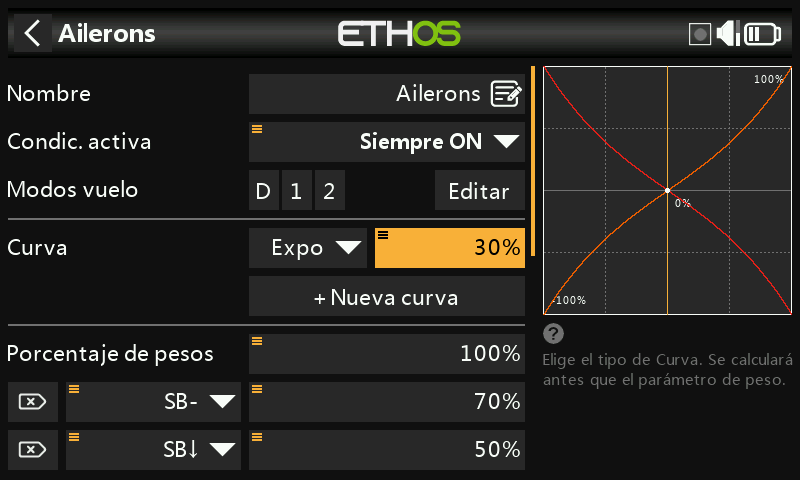 Ailerons
ETHOS
Nombre
Ailerons
Condic. activa
Siempre ON
Modos vuelo
D 1 2
Editar
Curva
Expo
30%
+ Nueva curva
Porcentaje de pesos
100%
SB-
70%
SB↓
50%
100%
0%
-100%
?
Elige el tipo de Curva. Se calculará
antes que el parámetro de peso.